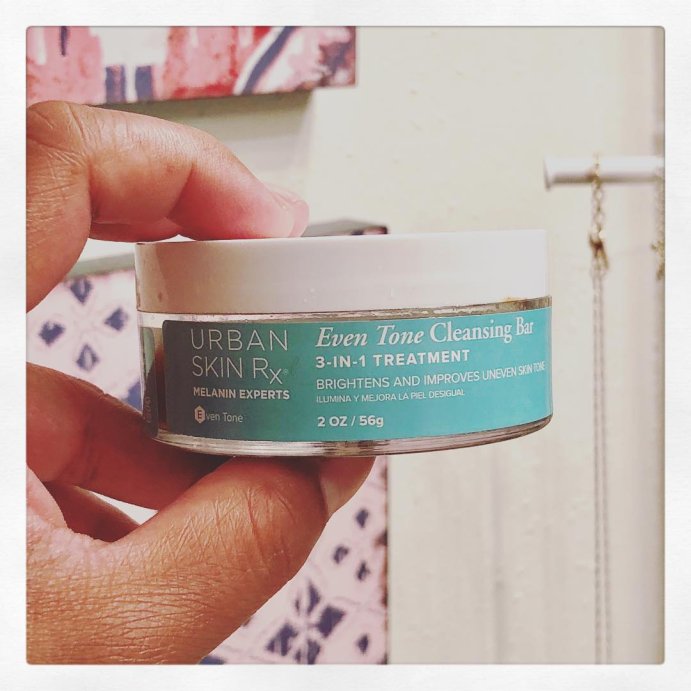 URBAN
SKIN Rx®
MELANIN EXPERTS
Even Tone
Even Tone Cleansing Bar
3-IN-1 TREATMENT
BRIGHTENS AND IMPROVES UNEVEN SKIN TONE
ILUMINA Y MEJORA LA PIEL DESIGUAL
2 OZ / 56g